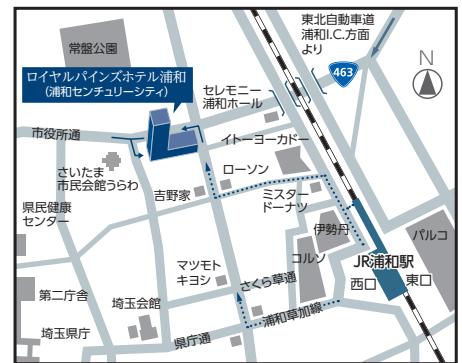 東北自動車道
浦和I.C.方面
より
常盤公園
463
N
ロイヤルパインズホテル浦和
(浦和センチュリーシティ)
セレモニー
浦和ホール
市役所通
イトーヨーカドー
さいたま
市民会館うらわ
ローソン
吉野家
ミスター
ドーナツ
県民健康
センター
伊勢丹
パルコ
コルソ
JR浦和駅
マツモト
キヨシ
さくら草通
西口
東口
第二庁舎
埼玉会館
浦和草加線
埼玉県庁
県庁通